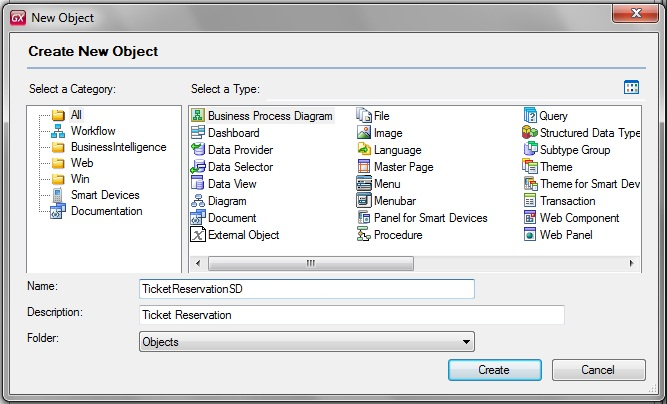 GX New Object
Create New Object
Select a Category:
Select a Type:
All
Workflow
BusinessIntelligence
Web
Win
Smart Devices
Documentation
Business Process Diagram
Dashboard
Data Provider
Data Selector
Data View
Diagram
Document
External Object
File
Image
Language
Master Page
Menu
Menubar
Panel for Smart Devices
Procedure
Query
Structured Data Type
Subtype Group
Theme
Theme for Smart Dev
Transaction
Web Component
Web Panel
Name: TicketReservationSD
Description: Ticket Reservation
Folder: Objects
Create Cancel